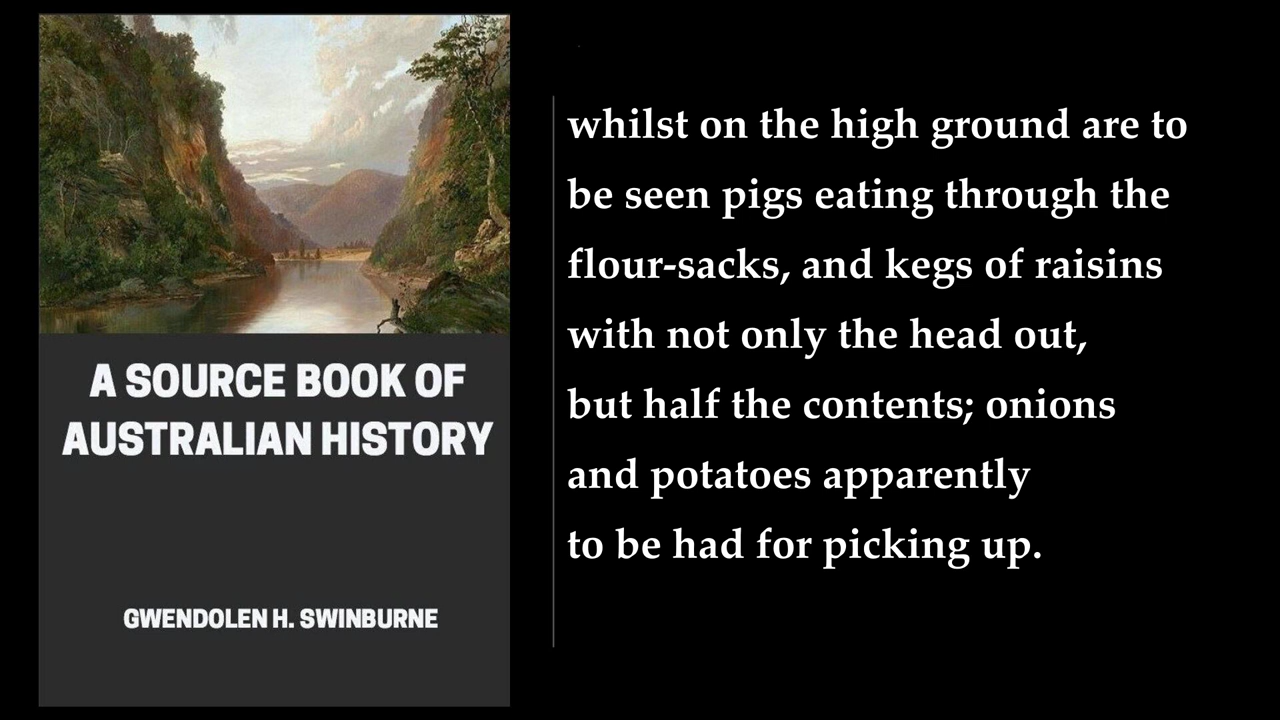 A SOURCE BOOK OF
AUSTRALIAN HISTORY
GWENDOLEN H. SWINBURNE
whilst on the high ground are to
be seen pigs eating through the
flour-sacks, and kegs of raisins
with not only the head out,
but half the contents; onions
and potatoes apparently
to be had for picking up.